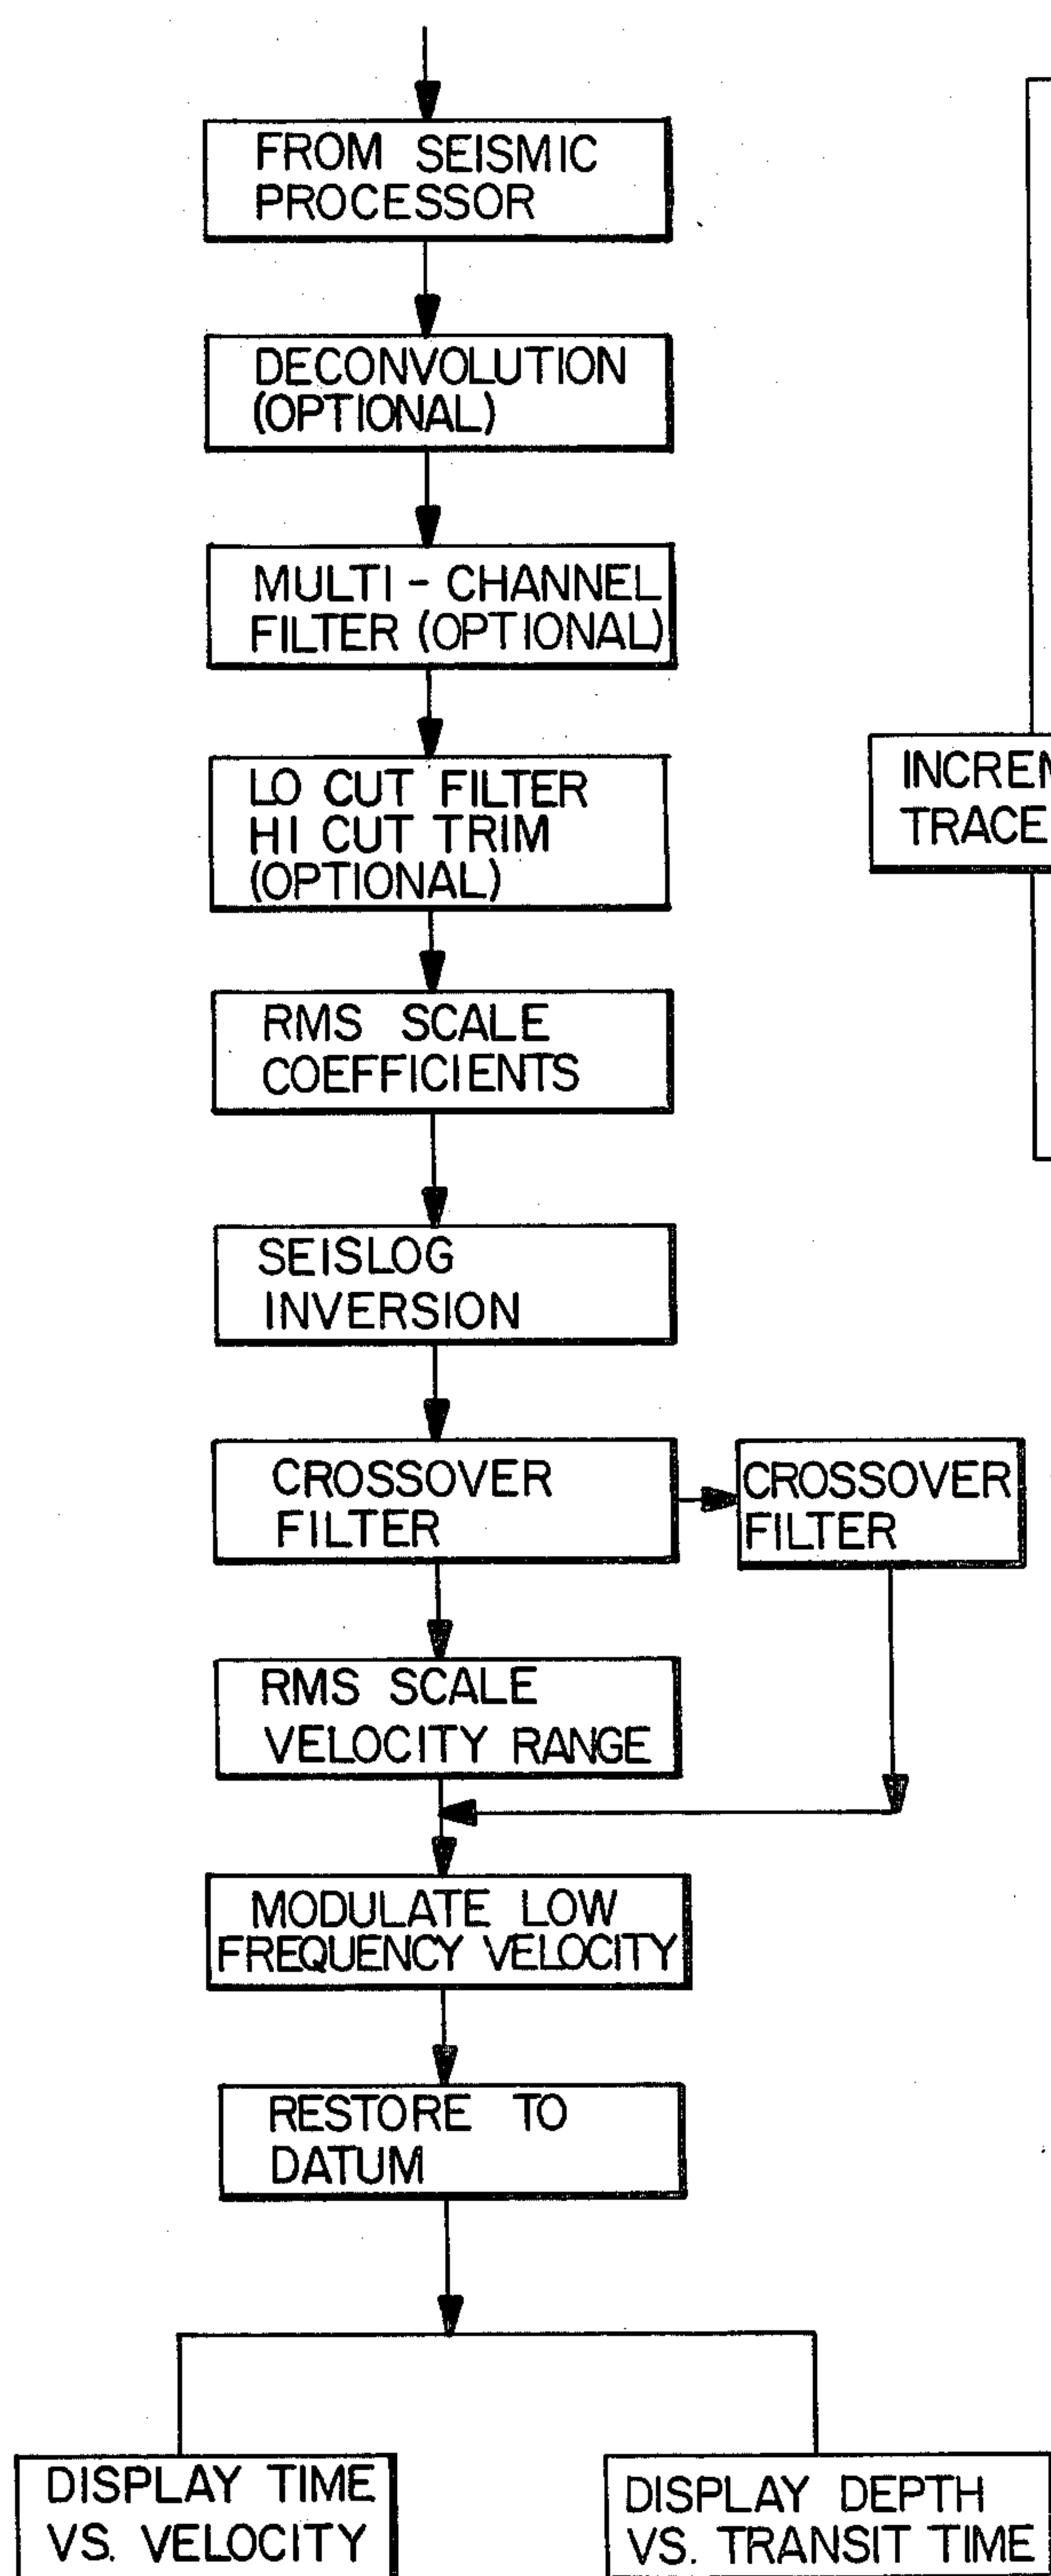 FROM SEISMIC
PROCESSOR
DECONVOLUTION
(OPTIONAL)
MULTI - CHANNEL
FILTER (OPTIONAL)
LO CUT FILTER
HI CUT TRIM
(OPTIONAL)
TRACE
RMS SCALE
COEFFICIENTS
SEISLOG
INVERSION
CROSSOVER
FILTER
CROSSOVER
FILTER
RMS SCALE
VELOCITY RANGE
MODULATE LOW
FREQUENCY VELOCITY
RESTORE TO
DATUM
DISPLAY TIME
VS. VELOCITY
DISPLAY DEPTH
VS. TRANSIT TIME